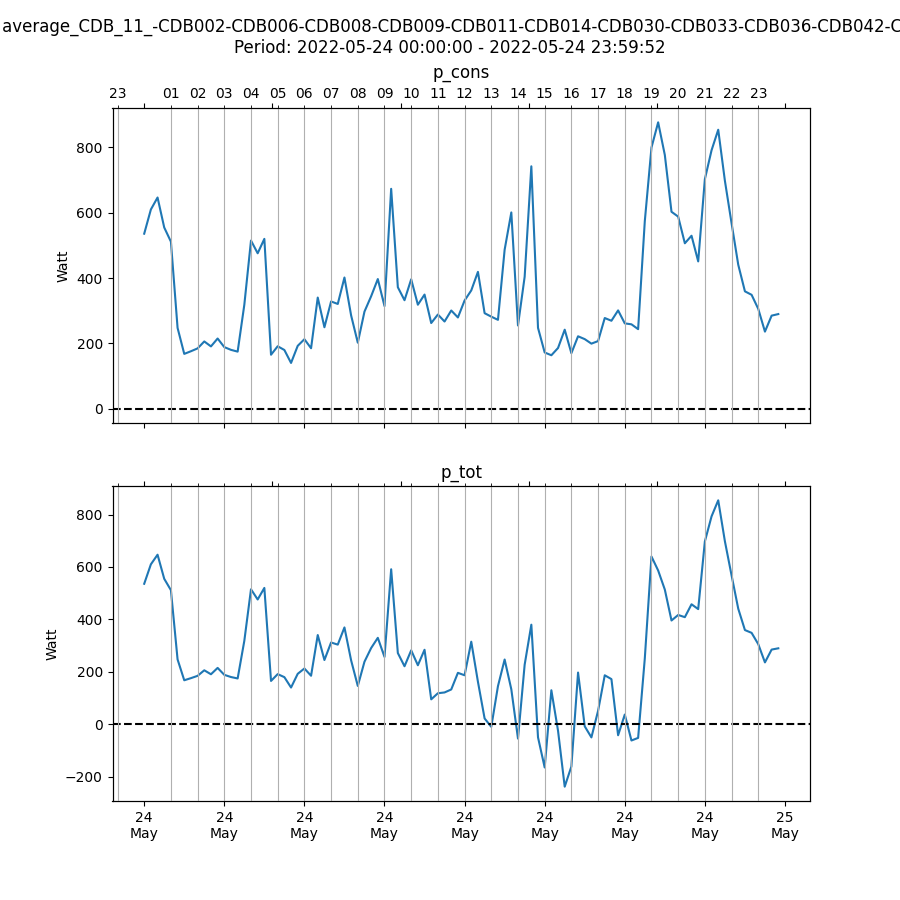 average_CDB_11_-CDB002-CDB006-CDB008-CDB009-CDB011-CDB014-CDB030-CDB033-CDB036-CDB042-C
Period: 2022-05-24 00:00:00 - 2022-05-24 23:59:52
p_cons
23 01 02 03 04 05 06 07 08 09 10 11 12 13 14 15 16 17 18 19 20 21 22 23
800
600
400
200
0
Watt
p_tot
800
600
400
200
0
−200
Watt
24 24 24 24 24 24 24 24 25
May May May May May May May May May